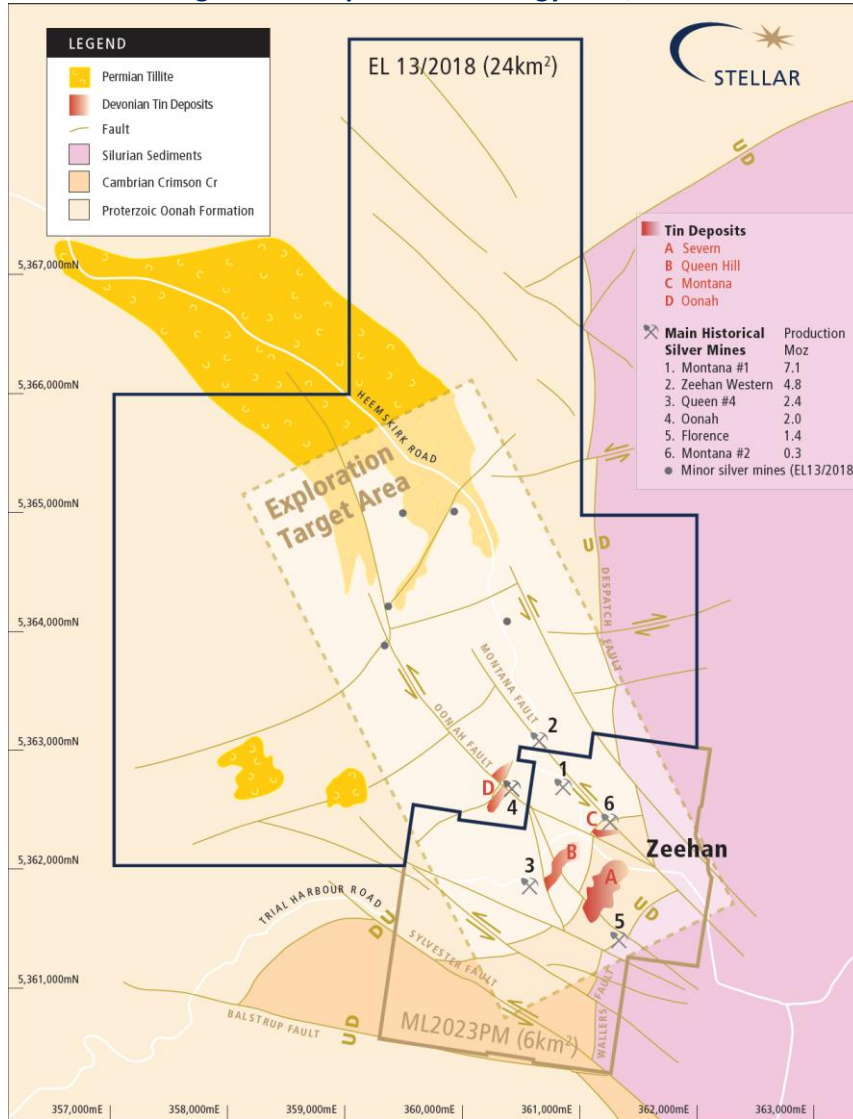 LEGEND
Permian Tillite
Devonian Tin Deposits
Fault
Silurian Sediments
Cambrian Crimson Cr
Proterzoic Oonah Formation
EL 13/2018 (24km²)
STELLAR
U D
Tin Deposits
A Severn
B Queen Hill
C Montana
D Oonah
Main Historical Production
Silver Mines Moz
1. Montana #1 7.1
2. Zeehan Western 4.8
3. Queen #4 2.4
4. Oonah 2.0
5. Florence 1.4
6. Montana #2 0.3
Minor silver mines (EL13/2018
5,367,000mN
5,366,000mN
HEEMSKIRK ROAD
Exploration
Target Area
5,365,000mN
U D
DESPATCH FAULT
5,364,000mN
MONTANA FAULT
OONAH FAULT
5,363,000mN
2
1
D
4
6
C
Zeehan
B
5,362,000mN
3
A
TRIAL HARBOUR ROAD
U D
D U
5
SYLVESTER FAULT
5,361,000mN
WALLERS FAULT
BALSTRUP FAULT
U D
ML2023PM (6km²)
357,000mE
358,000mE
359,000mE
360,000mE
361,000mE
362,000mE
363,000mE